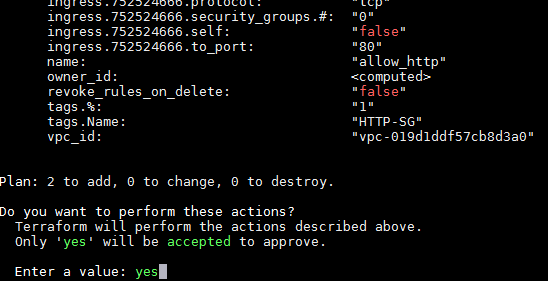 ingress.752524666.protocol: "tcp"
ingress.752524666.security_groups.#: "0"
ingress.752524666.self: "false"
ingress.752524666.to_port: "80"
name: "allow_http"
owner_id: <computed>
revoke_rules_on_delete: "false"
tags.%: "1"
tags.Name: "HTTP-SG"
vpc_id: "vpc-019d1ddf57cb8d3a0"
Plan: 2 to add, 0 to change, 0 to destroy.
Do you want to perform these actions?
Terraform will perform the actions described above.
Only 'yes' will be accepted to approve.
Enter a value: yes